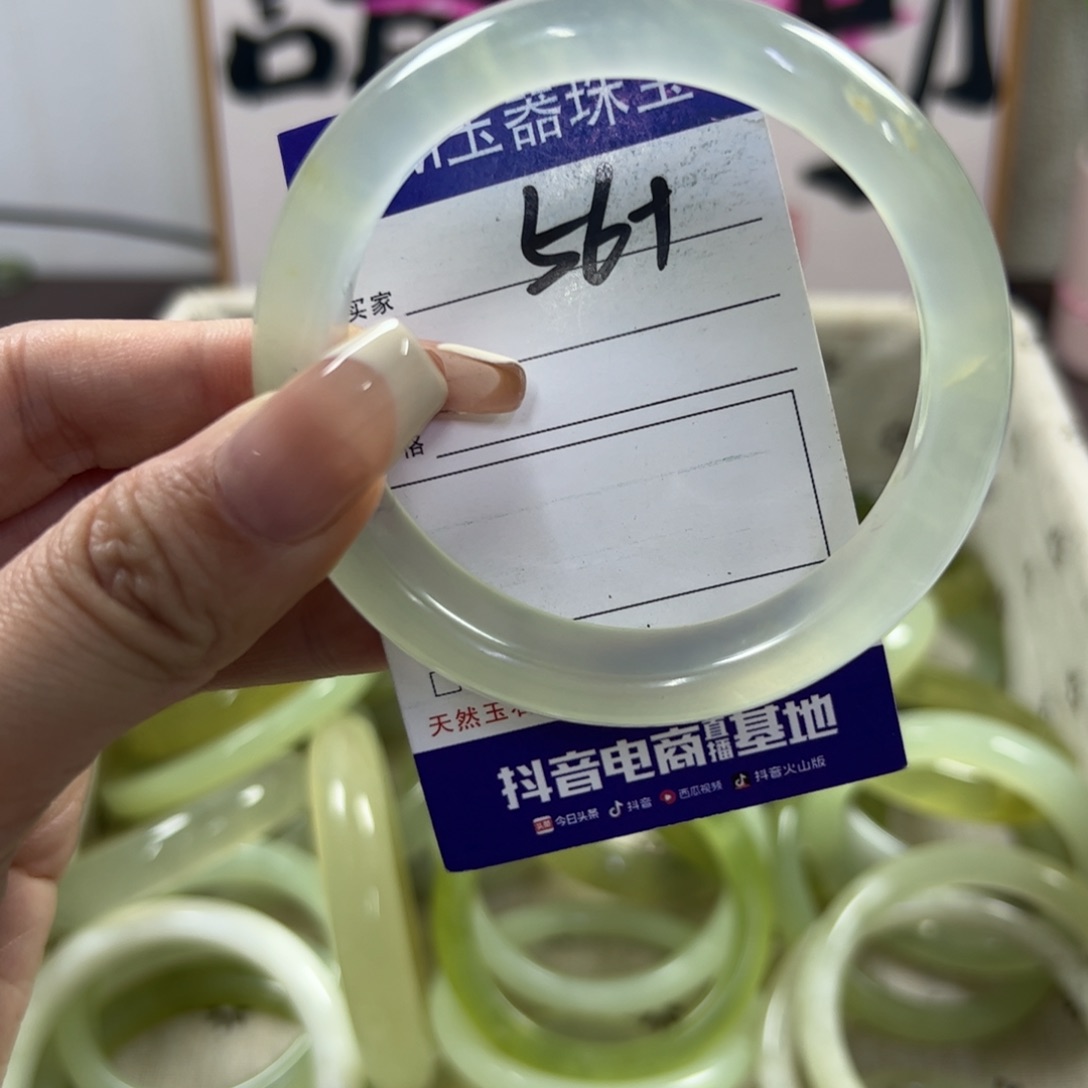 玉器珠宝
561
买家
格
天然玉
抖音电商直播基地
今日头条 抖音 西瓜视频 抖音火山版